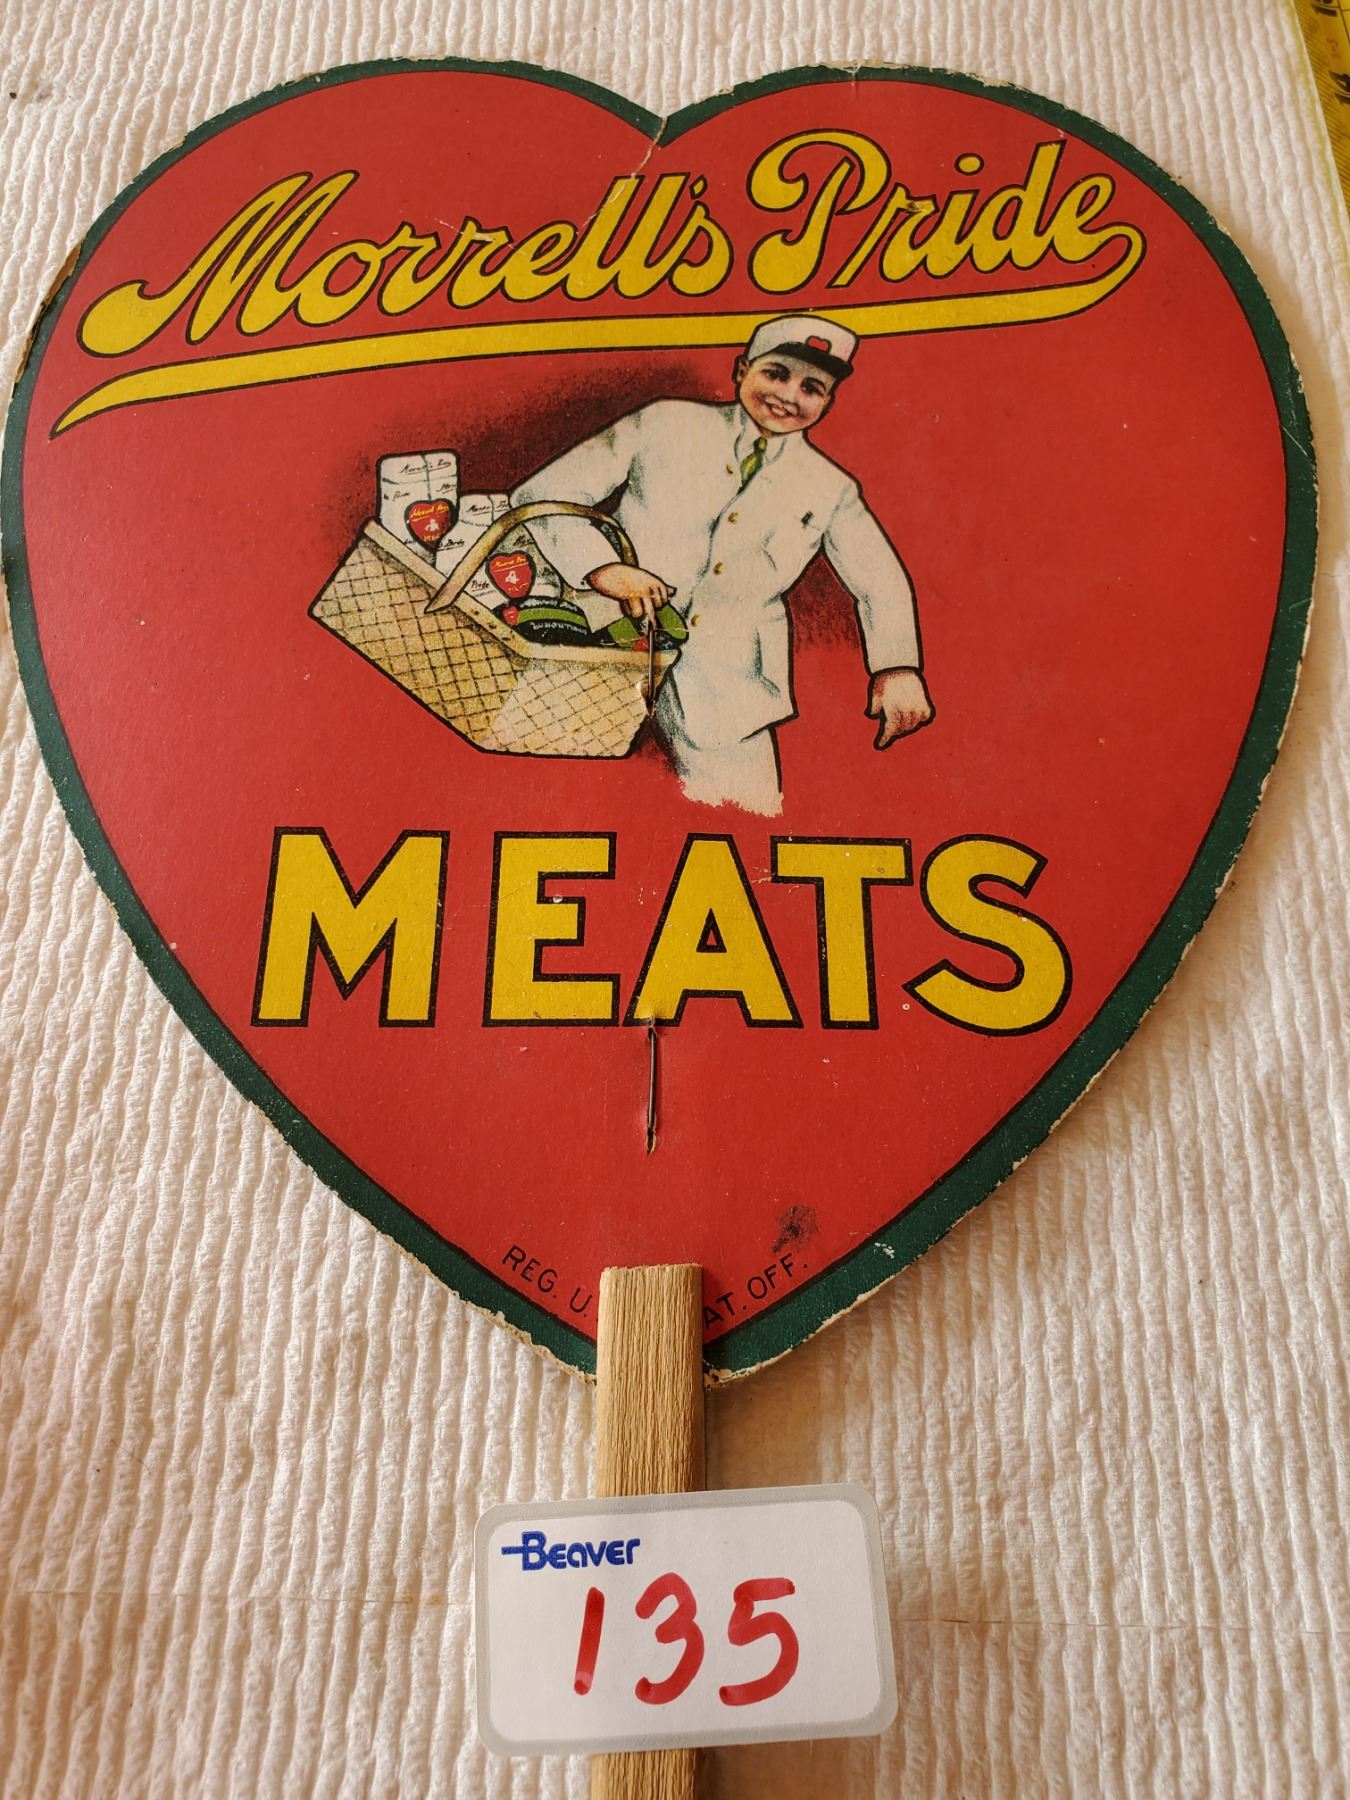 Morrell's Pride
MEATS
REG. U.
AT. OFF.
Beaver
135